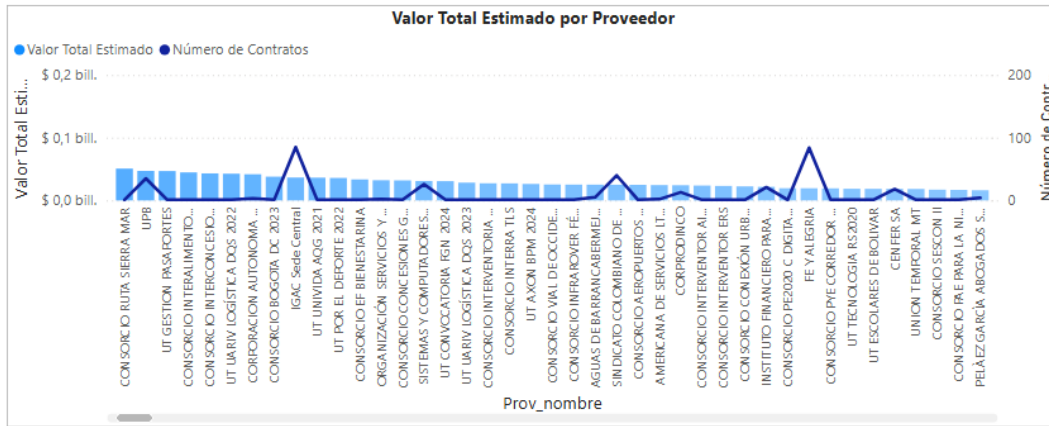 Valor Total Estimado por Proveedor
Valor Total Estimado Número de Contratos
$ 0,2 bill.
$ 0,1 bill.
$ 0,0 bill.
Valor Total Esti...
200
100
0
Número de Contr...
CONSORCIO RUTA SIERRA MAR
UPB
UT GESTION PASAPORTES
CONSORCIO INTERALIMENTO...
CONSORCIO INTERCONCESIO...
UT UARIV LOGÍSTICA DQS 2022
CORPORACION AUTONOMA...
CONSORCIO BOGOTA DC 2023
IGAC Sede Central
UT UNIVIDA AQG 2021
UT POR EL DEPORTE 2022
CONSORCIO EF BIENESTARINA
ORGANIZACIÓN SERVICIOS Y...
CONSORCIO CONCESIONES G...
SISTEMAS Y COMPUTADORES...
UT CONVOCATORIA FGN 2024
UT UARIV LOGÍSTICA DQS 2023
CONSORCIO INTERVENTORIA...
CONSORCIO INTERRA TLS
UT AXON BPM 2024
CONSORCIO VIAL DE OCCIDE...
CONSORCIO INFRAROVER FÉ...
AGUAS DE BARRANCABERMEJ...
SINDICATO COLOMBIANO DE...
CONSORCIO AEROPUERTOS...
AMERICANA DE SERVICIOS LT...
CORPRODINCO
CONSORCIO INTERVENTOR AI...
CONSORCIO INTERVENTOR ERS
CONSORCIO CONEXIÓN URB...
INSTITUTO FINANCIERO PARA...
CONSORCIO PE2020 C DIGITA...
FE Y ALEGRIA
CONSORCIO PYE CORREDOR...
UT TECNOLOGIA RS2020
UT ESCOLARES DE BOLIVAR
CENFER SA
UNION TEMPORAL MT
CONSORCIO SESCON II
CONSORCIO PAE PARA LA NI...
PELÁEZ GARCÍA ABOGADOS S...
Prov_nombre